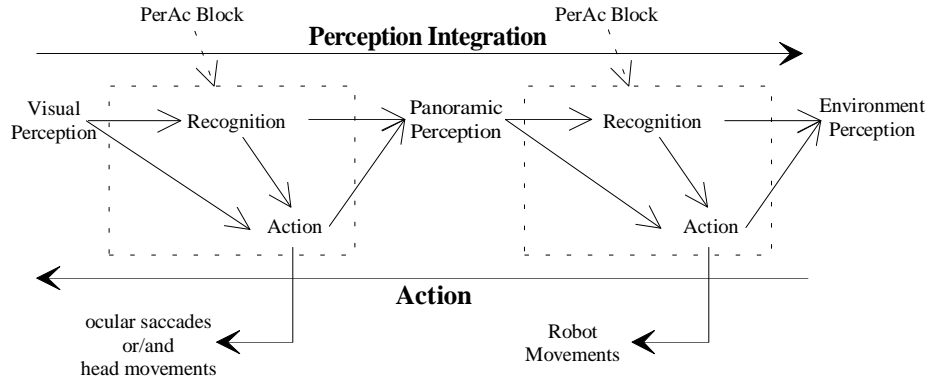 PerAc Block
PerAc Block
Perception Integration
Visual
Perception
Recognition
Action
Panoramic
Perception
Recognition
Action
Environment
Perception
Action
ocular saccades
or/and
head movements
Robot
Movements